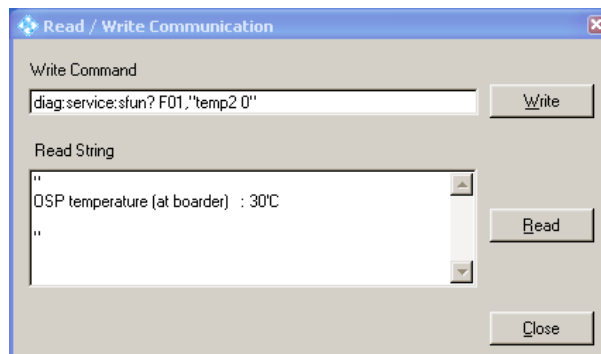 Read / Write Communication
Write Command
diag:service:sfun? F01,"temp2 0"
Write
Read String
"
OSP temperature (at boarder) : 30'C
"
Read
Close